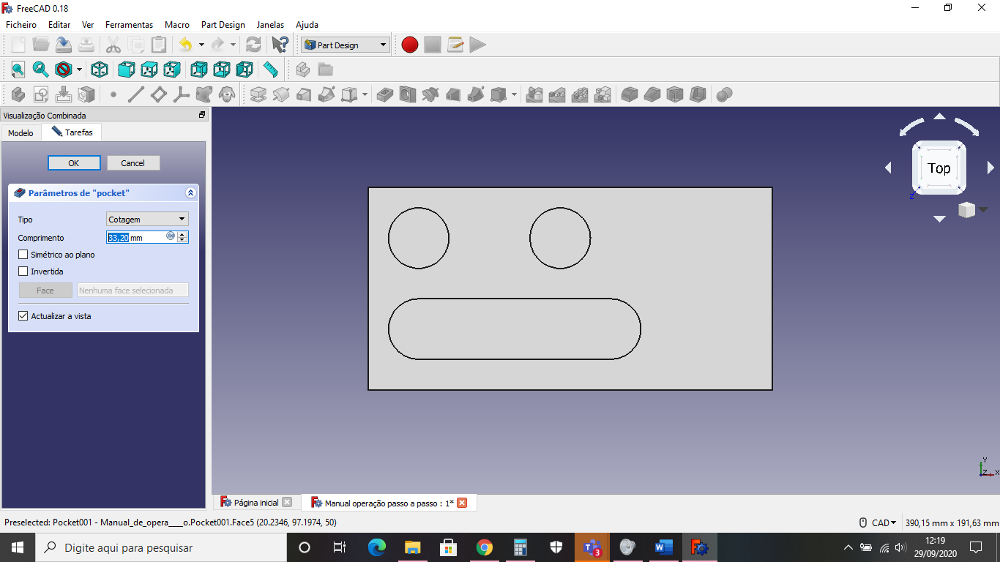 FreeCAD 0.18
Ficheiro Editar Ver Ferramentas Macro Part Design Janelas Ajuda
Part Design
Visualização Combinada
Modelo Tarefas
OK Cancel
Parâmetros de "pocket"
Tipo Cotagem
Comprimento 33,20 mm
Simétrico ao plano
Invertida
Face Nenhuma face selecionada
Actualizar a vista
Top
Z
Y
Z X
Página inicial Manual operação passo a passo : 1*
Preselected: Pocket001 - Manual_de_opera____o.Pocket001.Face5 (20.2346, 97.1974, 50) CAD 390,15 mm x 191,63 mm
Digite aqui para pesquisar 3 12:19
29/09/2020